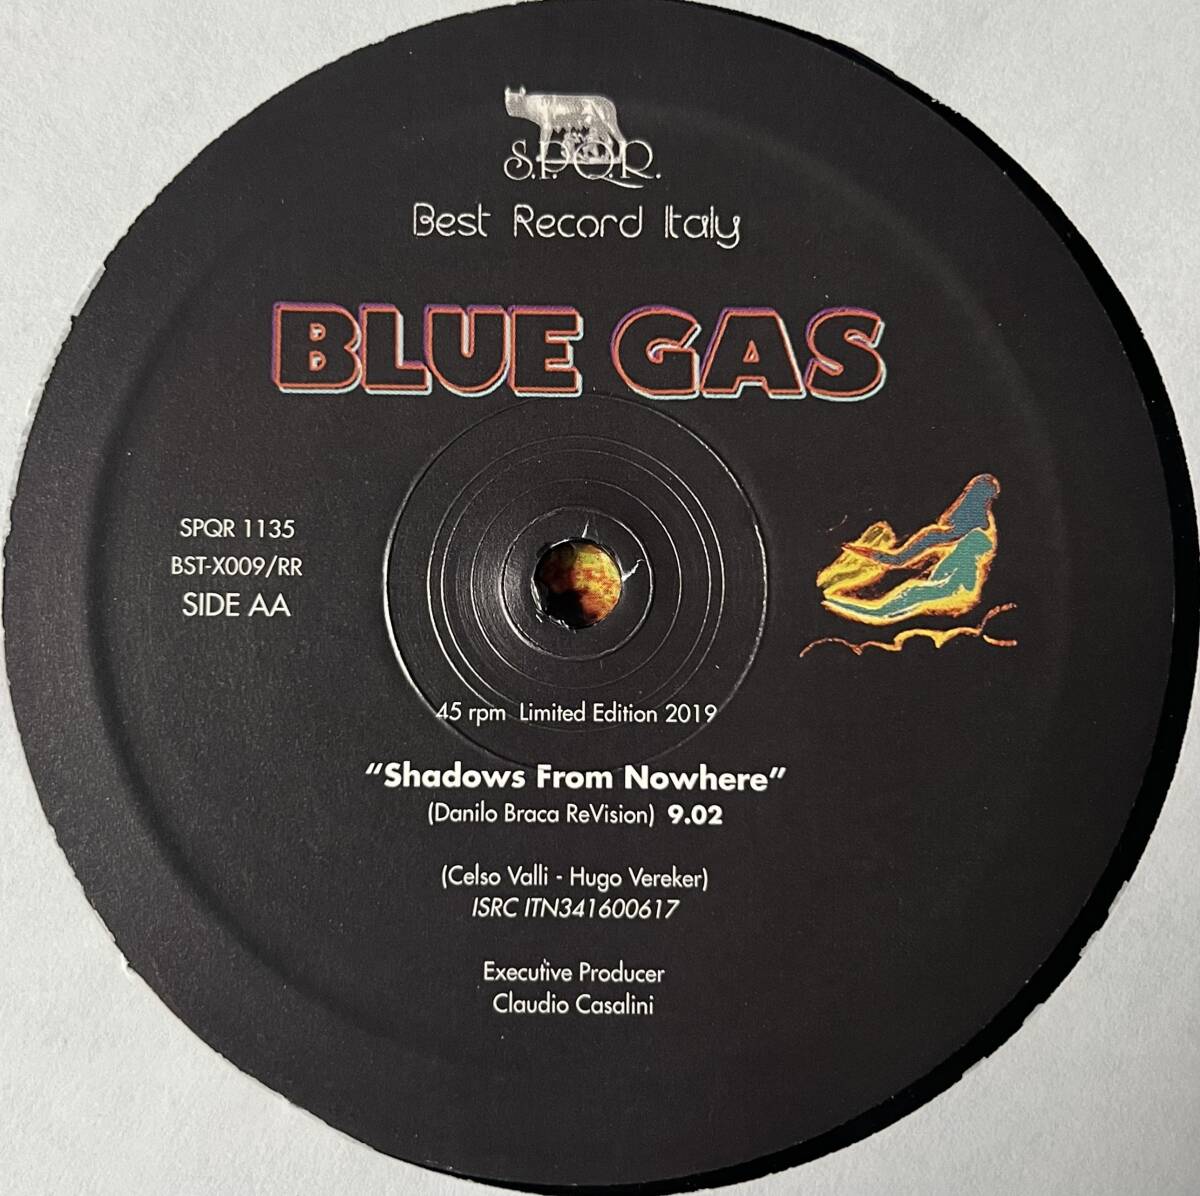 S.P.Q.R.
Best Record Italy
BLUE GAS
SPQR 1135
BST-X009/RR
SIDE AA
45 rpm Limited Edition 2019
“Shadows From Nowhere”
(Danilo Braca ReVision) 9.02
(Celso Valli - Hugo Vereker)
ISRC ITN341600617
Executive Producer
Claudio Casalini